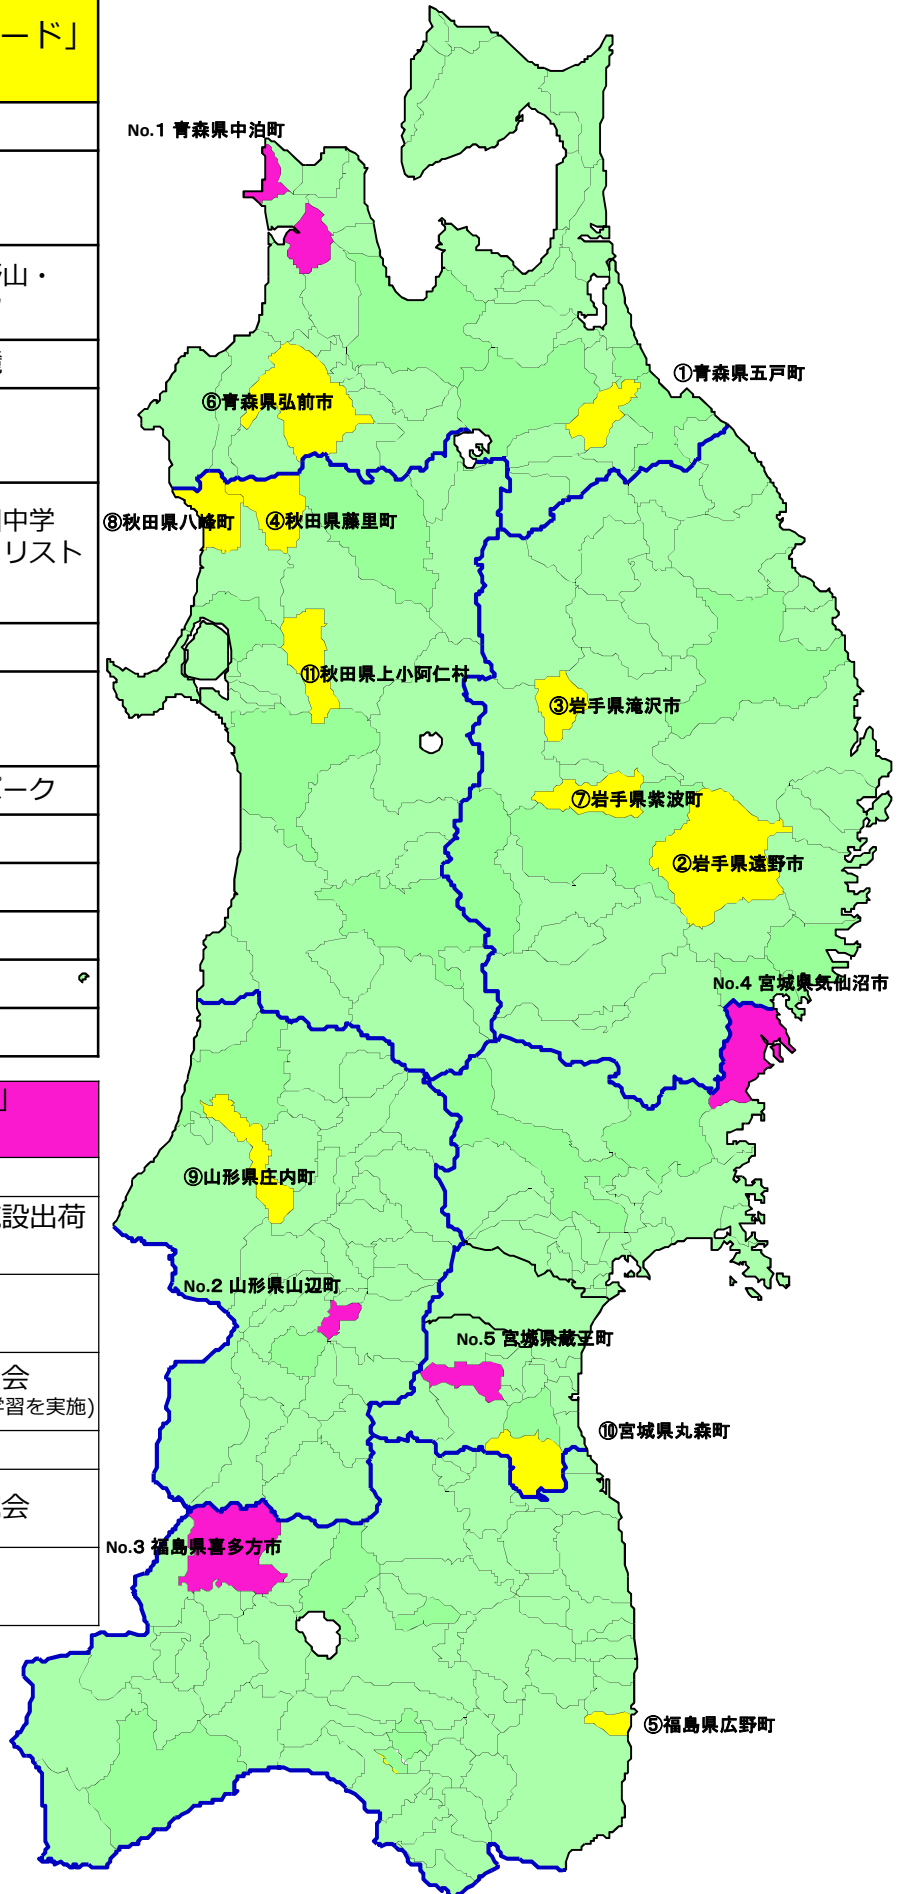 ード」
山・
中学
リスト
パーク
」
設出荷
会
学習を実施)
会
No.1 青森県中泊町
①青森県五戸町
⑥青森県弘前市
⑧秋田県八峰町
④秋田県藤里町
⑪秋田県上小阿仁村
③岩手県滝沢市
⑦岩手県紫波町
②岩手県遠野市
No.4 宮城県気仙沼市
⑨山形県庄内町
No.2 山形県山辺町
No.5 宮城県蔵王町
⑩宮城県丸森町
No.3 福島県喜多方市
⑤福島県広野町